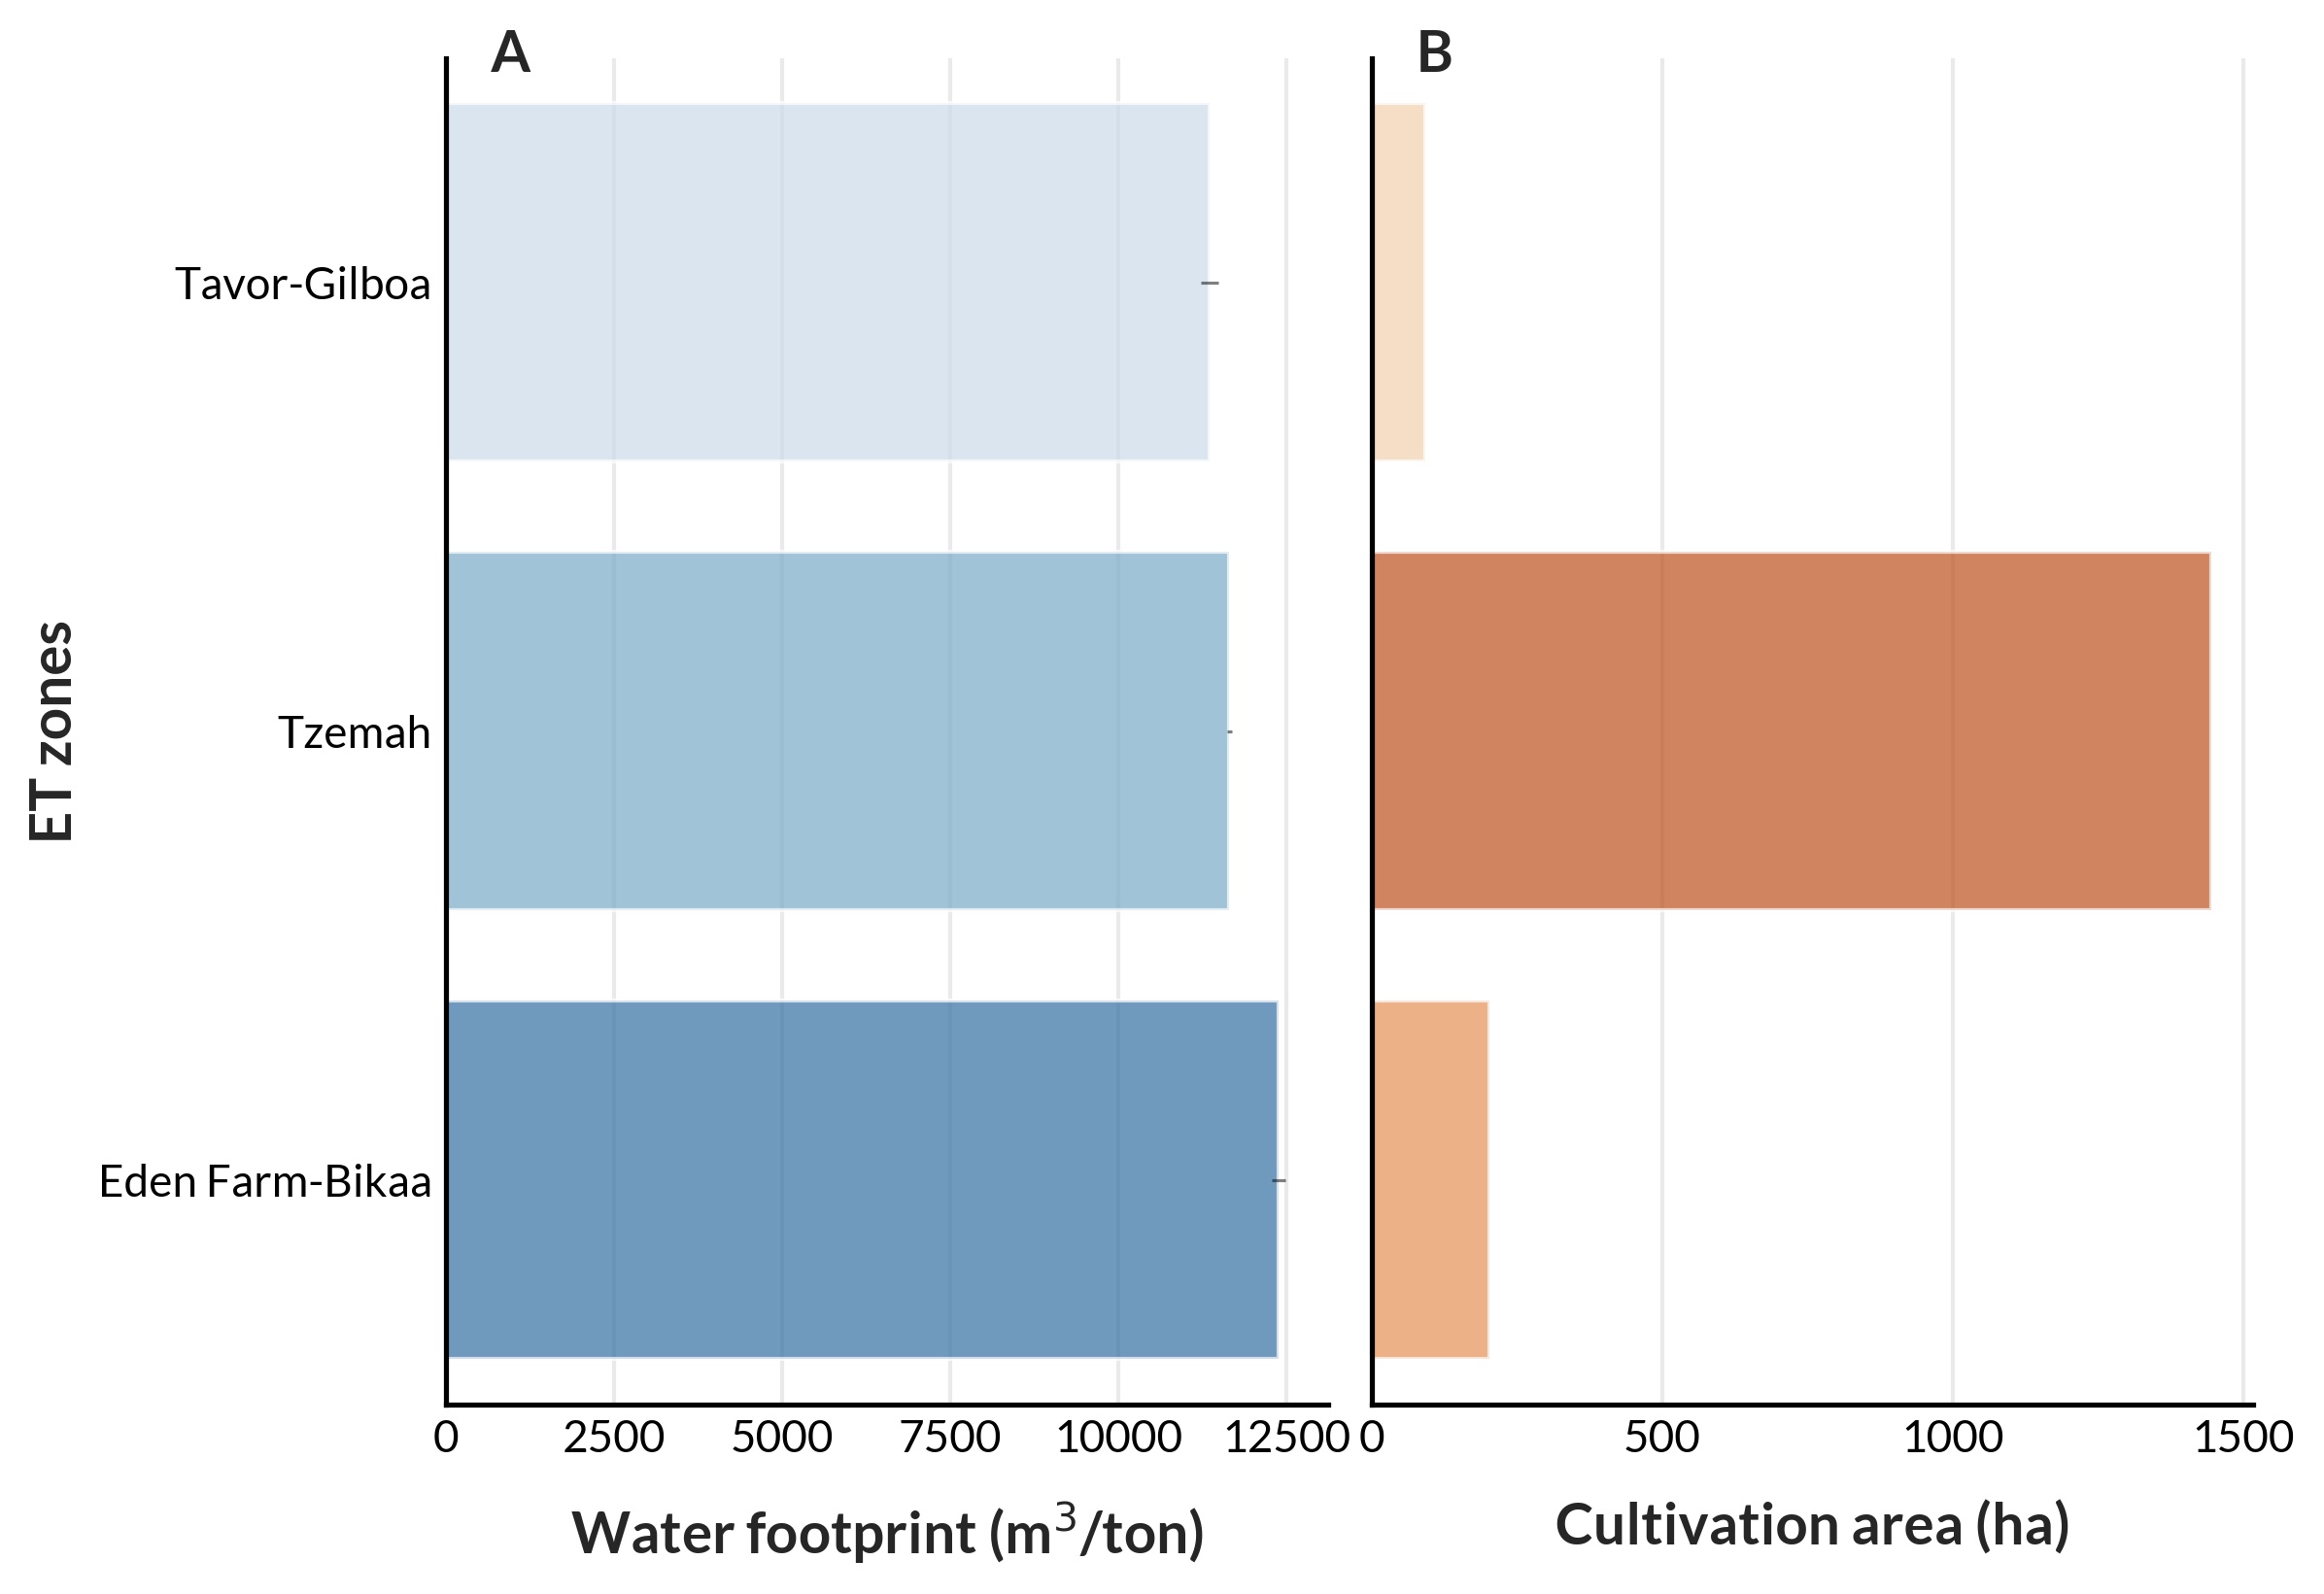 A
B
ET zones
Tavor-Gilboa
Tzemah
Eden Farm-Bikaa
0 2500 5000 7500 10000 12500
0 500 1000 1500
Water footprint (m³/ton)
Cultivation area (ha)